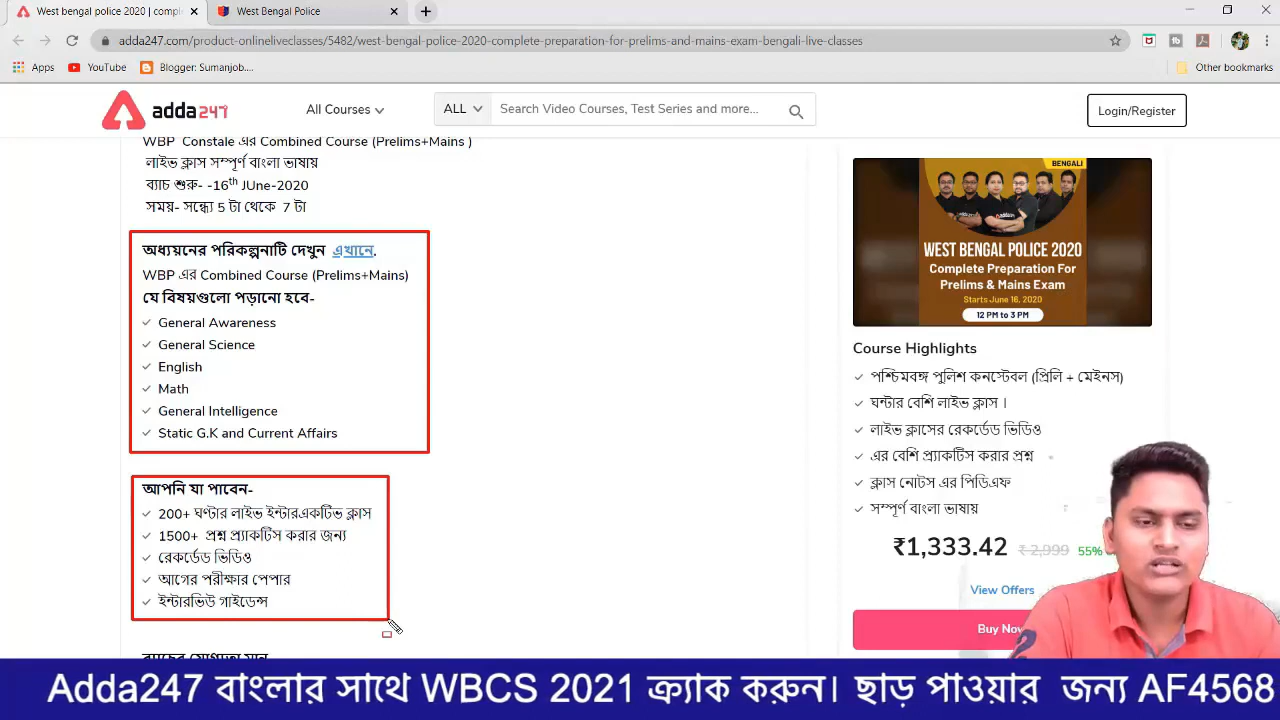 West bengal police 2020 | compl
West Bengal Police
adda247.com/product-onlineliveclasses/5482/west-bengal-police-2020-complete-preparation-for-prelims-and-mains-exam-bengali-live-classes
Apps
YouTube
Blogger: Sumanjob....
Other bookmarks
adda247
All Courses
ALL
Search Video Courses, Test Series and more...
Login/Register
WBP Constale এর Combined Course (Prelims+Mains )
লাইভ ক্লাস সম্পূর্ণ বাংলা ভাষায়
ব্যাচ শুরু- -16th JUne-2020
সময়- সন্ধ্যে 5 টা থেকে 7 টা
অধ্যয়নের পরিকল্পনাটি দেখুন এখানে.
WBP এর Combined Course (Prelims+Mains)
যে বিষয়গুলো পড়ানো হবে-
General Awareness
General Science
English
Math
General Intelligence
Static G.K and Current Affairs
আপনি যা পাবেন-
200+ ঘণ্টার লাইভ ইন্টারএকটিভ ক্লাস
1500+ প্রশ্ন প্র্যাকটিস করার জন্য
রেকর্ডেড ভিডিও
আগের পরীক্ষার পেপার
ইন্টারভিউ গাইডেন্স
BENGALI
WEST BENGAL POLICE 2020
Complete Preparation For
Prelims & Mains Exam
Starts June 16, 2020
12 PM to 3 PM
Course Highlights
পশ্চিমবঙ্গ পুলিশ কনস্টেবল (প্রিলি + মেইনস)
ঘন্টার বেশি লাইভ ক্লাস ।
লাইভ ক্লাসের রেকর্ডেড ভিডিও
এর বেশি প্র্যাকটিস করার প্রশ্ন
ক্লাস নোটস এর পিডিএফ
সম্পূর্ণ বাংলা ভাষায়
₹1,333.42 ₹ 2,999 55%
View Offers
Buy Now
Adda247 বাংলার সাথে WBCS 2021 ক্র্যাক করুন। ছাড় পাওয়ার জন্য AF4568